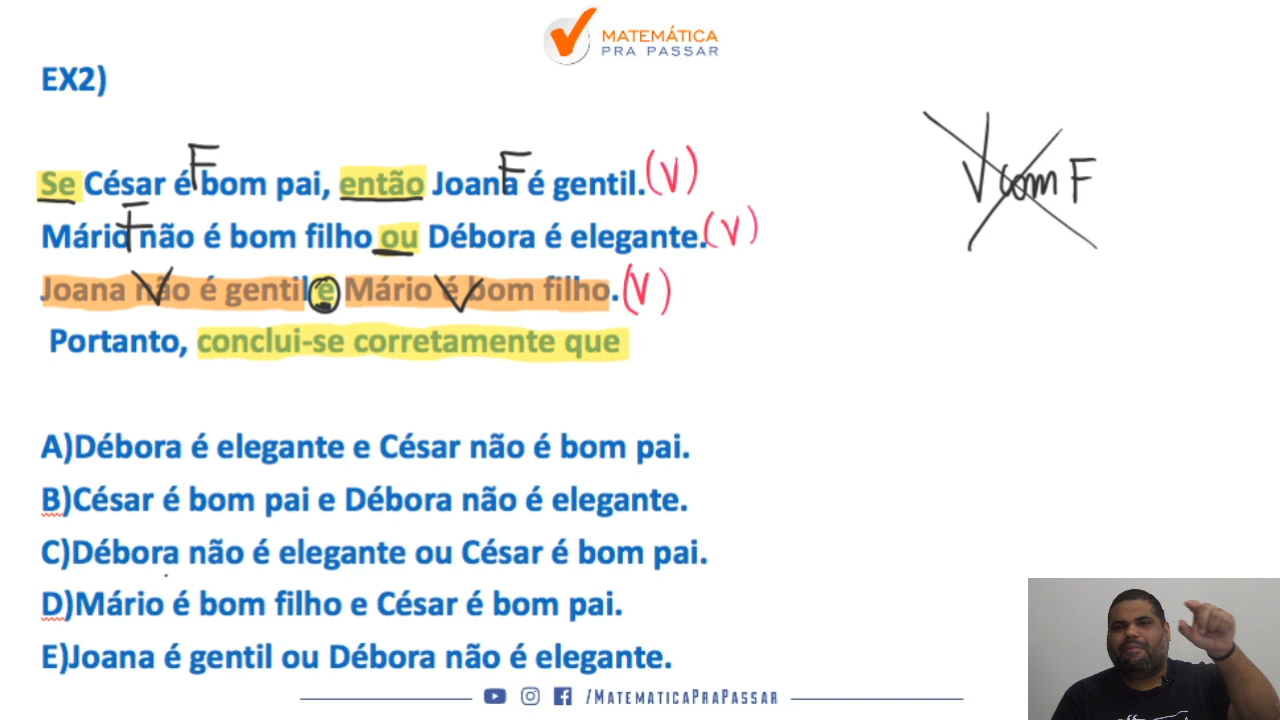 MATEMÁTICA
PRA PASSAR
EX2)
V com F
F F
Se César é bom pai, então Joana é gentil. (V)
F
Mário não é bom filho ou Débora é elegante. (V)
V V
Joana não é gentil e Mário é bom filho. (V)
Portanto, conclui-se corretamente que
A)Débora é elegante e César não é bom pai.
B)César é bom pai e Débora não é elegante.
C)Débora não é elegante ou César é bom pai.
D)Mário é bom filho e César é bom pai.
E)Joana é gentil ou Débora não é elegante.
/MATEMATICAPRAPASSAR